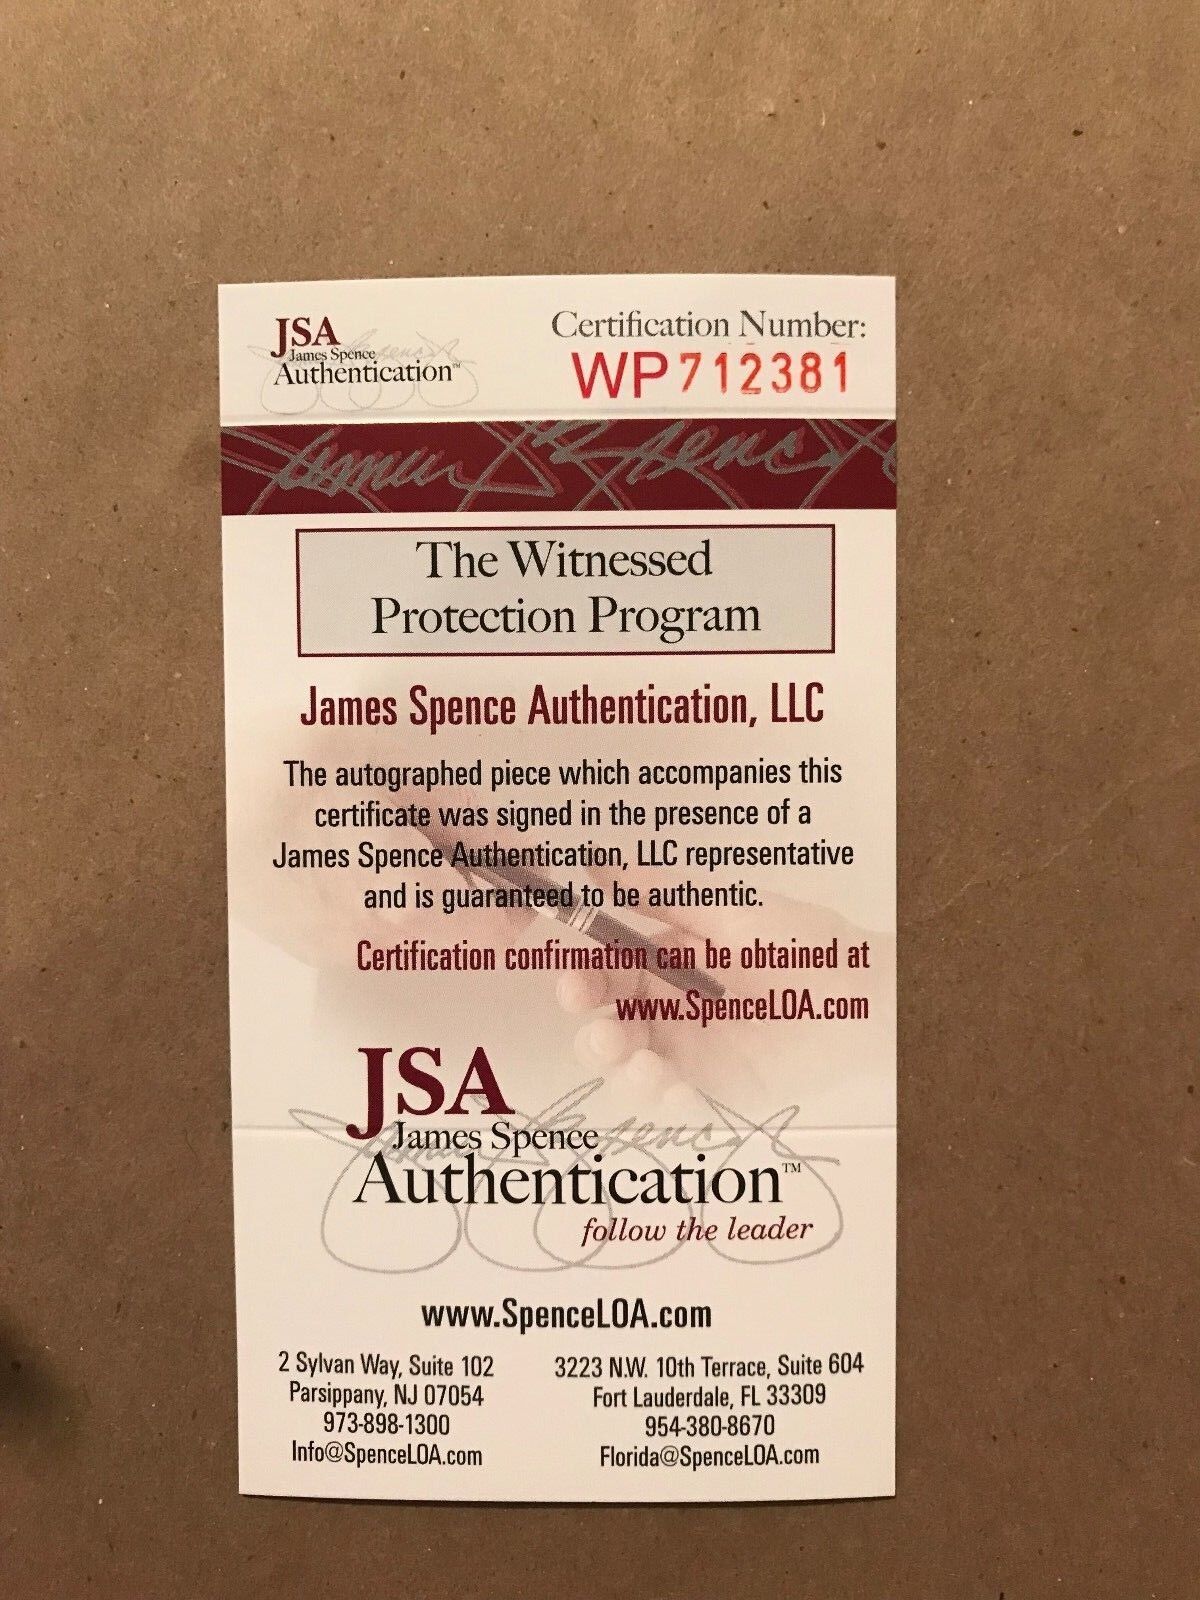 JSA
James Spence
Authentication™
Certification Number:
WP712381
James Spence
The Witnessed
Protection Program
James Spence Authentication, LLC
The autographed piece which accompanies this
certificate was signed in the presence of a
James Spence Authentication, LLC representative
and is guaranteed to be authentic.
Certification confirmation can be obtained at
www.SpenceLOA.com
JSA
James Spence
Authentication™
follow the leader
www.SpenceLOA.com
2 Sylvan Way, Suite 102
Parsippany, NJ 07054
973-898-1300
Info@SpenceLOA.com
3223 N.W. 10th Terrace, Suite 604
Fort Lauderdale, FL 33309
954-380-8670
Florida@SpenceLOA.com